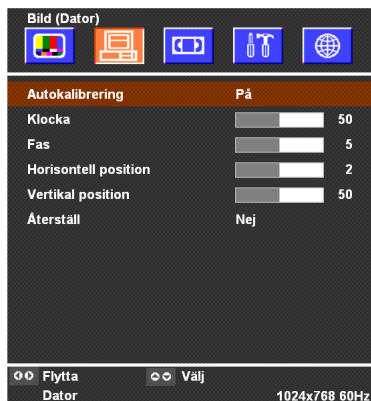 Bild (Dator)
Autokalibrering På
Klocka 50
Fas 5
Horisontell position 2
Vertikal position 50
Återställ Nej
Flytta Välj
Dator 1024x768 60Hz